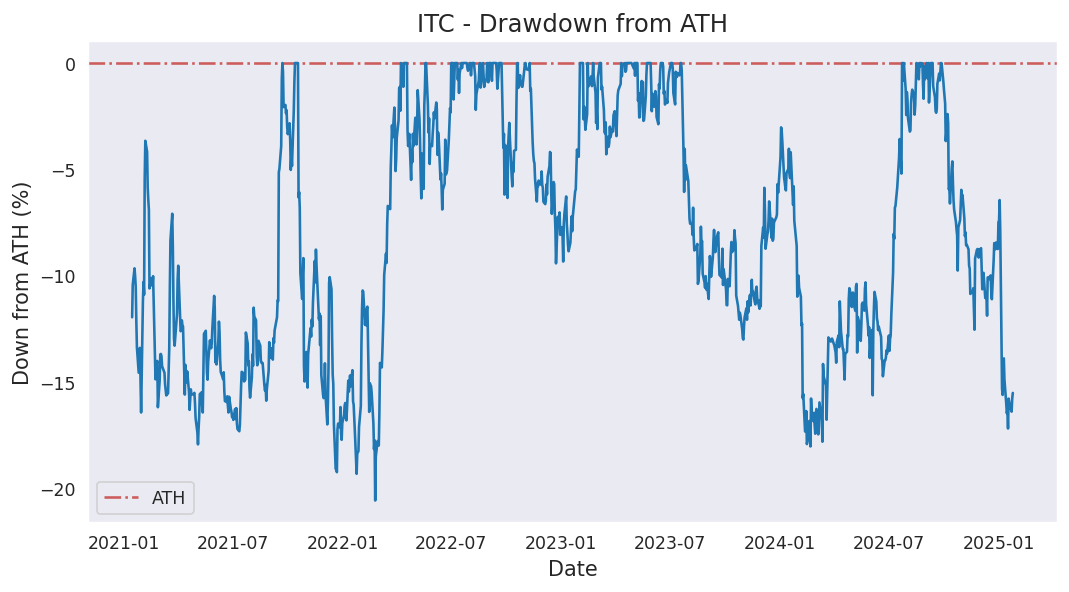 ITC - Drawdown from ATH
Down from ATH (%)
0
−5
−10
−15
−20
ATH
2021-01 2021-07 2022-01 2022-07 2023-01 2023-07 2024-01 2024-07 2025-01
Date